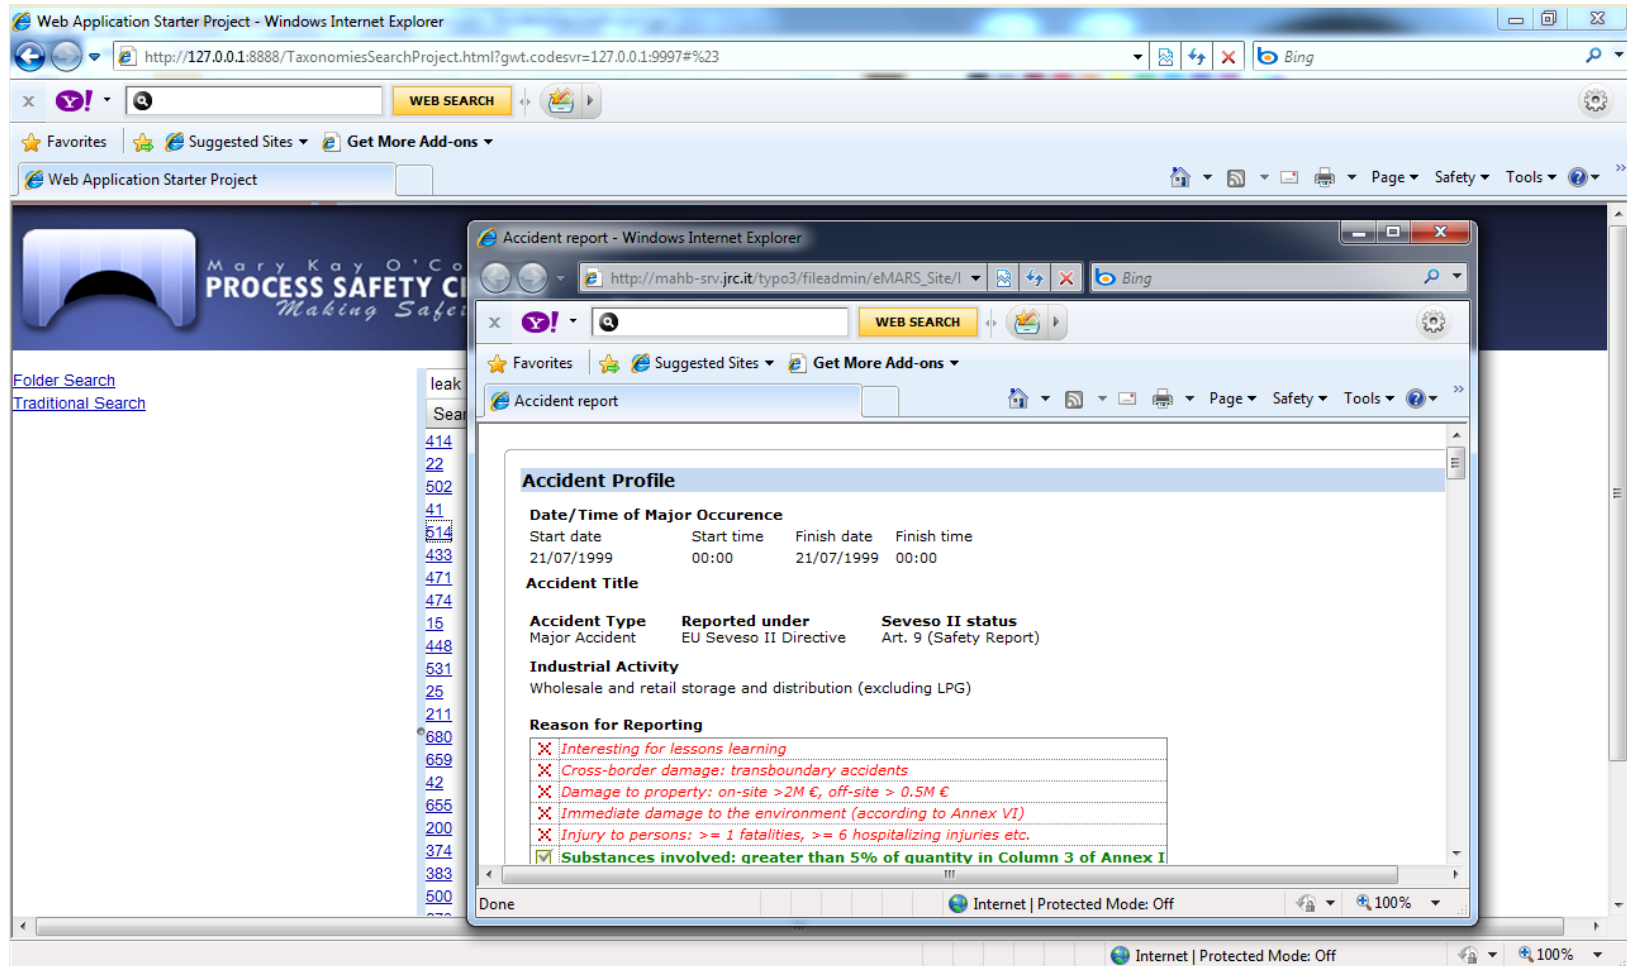 Web Application Starter Project - Windows Internet Explorer
http://127.0.0.1:8888/TaxonomiesSearchProject.html?gwt.codesvr=127.0.0.1:9997#%23
Bing
Y! WEB SEARCH
Favorites Suggested Sites Get More Add-ons
Web Application Starter Project
Page Safety Tools
Mary Kay O'Co
PROCESS SAFETY C
Making Safe
Folder Search
Traditional Search
leak
Sear
414
22
502
41
514
433
471
474
15
448
531
25
211
680
659
42
655
200
374
383
500
Accident report - Windows Internet Explorer
http://mahb-srv.jrc.it/typo3/fileadmin/eMARS_Site/
Bing
Y! WEB SEARCH
Favorites Suggested Sites Get More Add-ons
Accident report
Page Safety Tools
Accident Profile
Date/Time of Major Occurence
Start date Start time Finish date Finish time
21/07/1999 00:00 21/07/1999 00:00
Accident Title
Accident Type Reported under Seveso II status
Major Accident EU Seveso II Directive Art. 9 (Safety Report)
Industrial Activity
Wholesale and retail storage and distribution (excluding LPG)
Reason for Reporting
Interesting for lessons learning
Cross-border damage: transboundary accidents
Damage to property: on-site >2M €, off-site > 0.5M €
Immediate damage to the environment (according to Annex VI)
Injury to persons: >= 1 fatalities, >= 6 hospitalizing injuries etc.
Substances involved: greater than 5% of quantity in Column 3 of Annex I
Done Internet | Protected Mode: Off 100%
Internet | Protected Mode: Off 100%